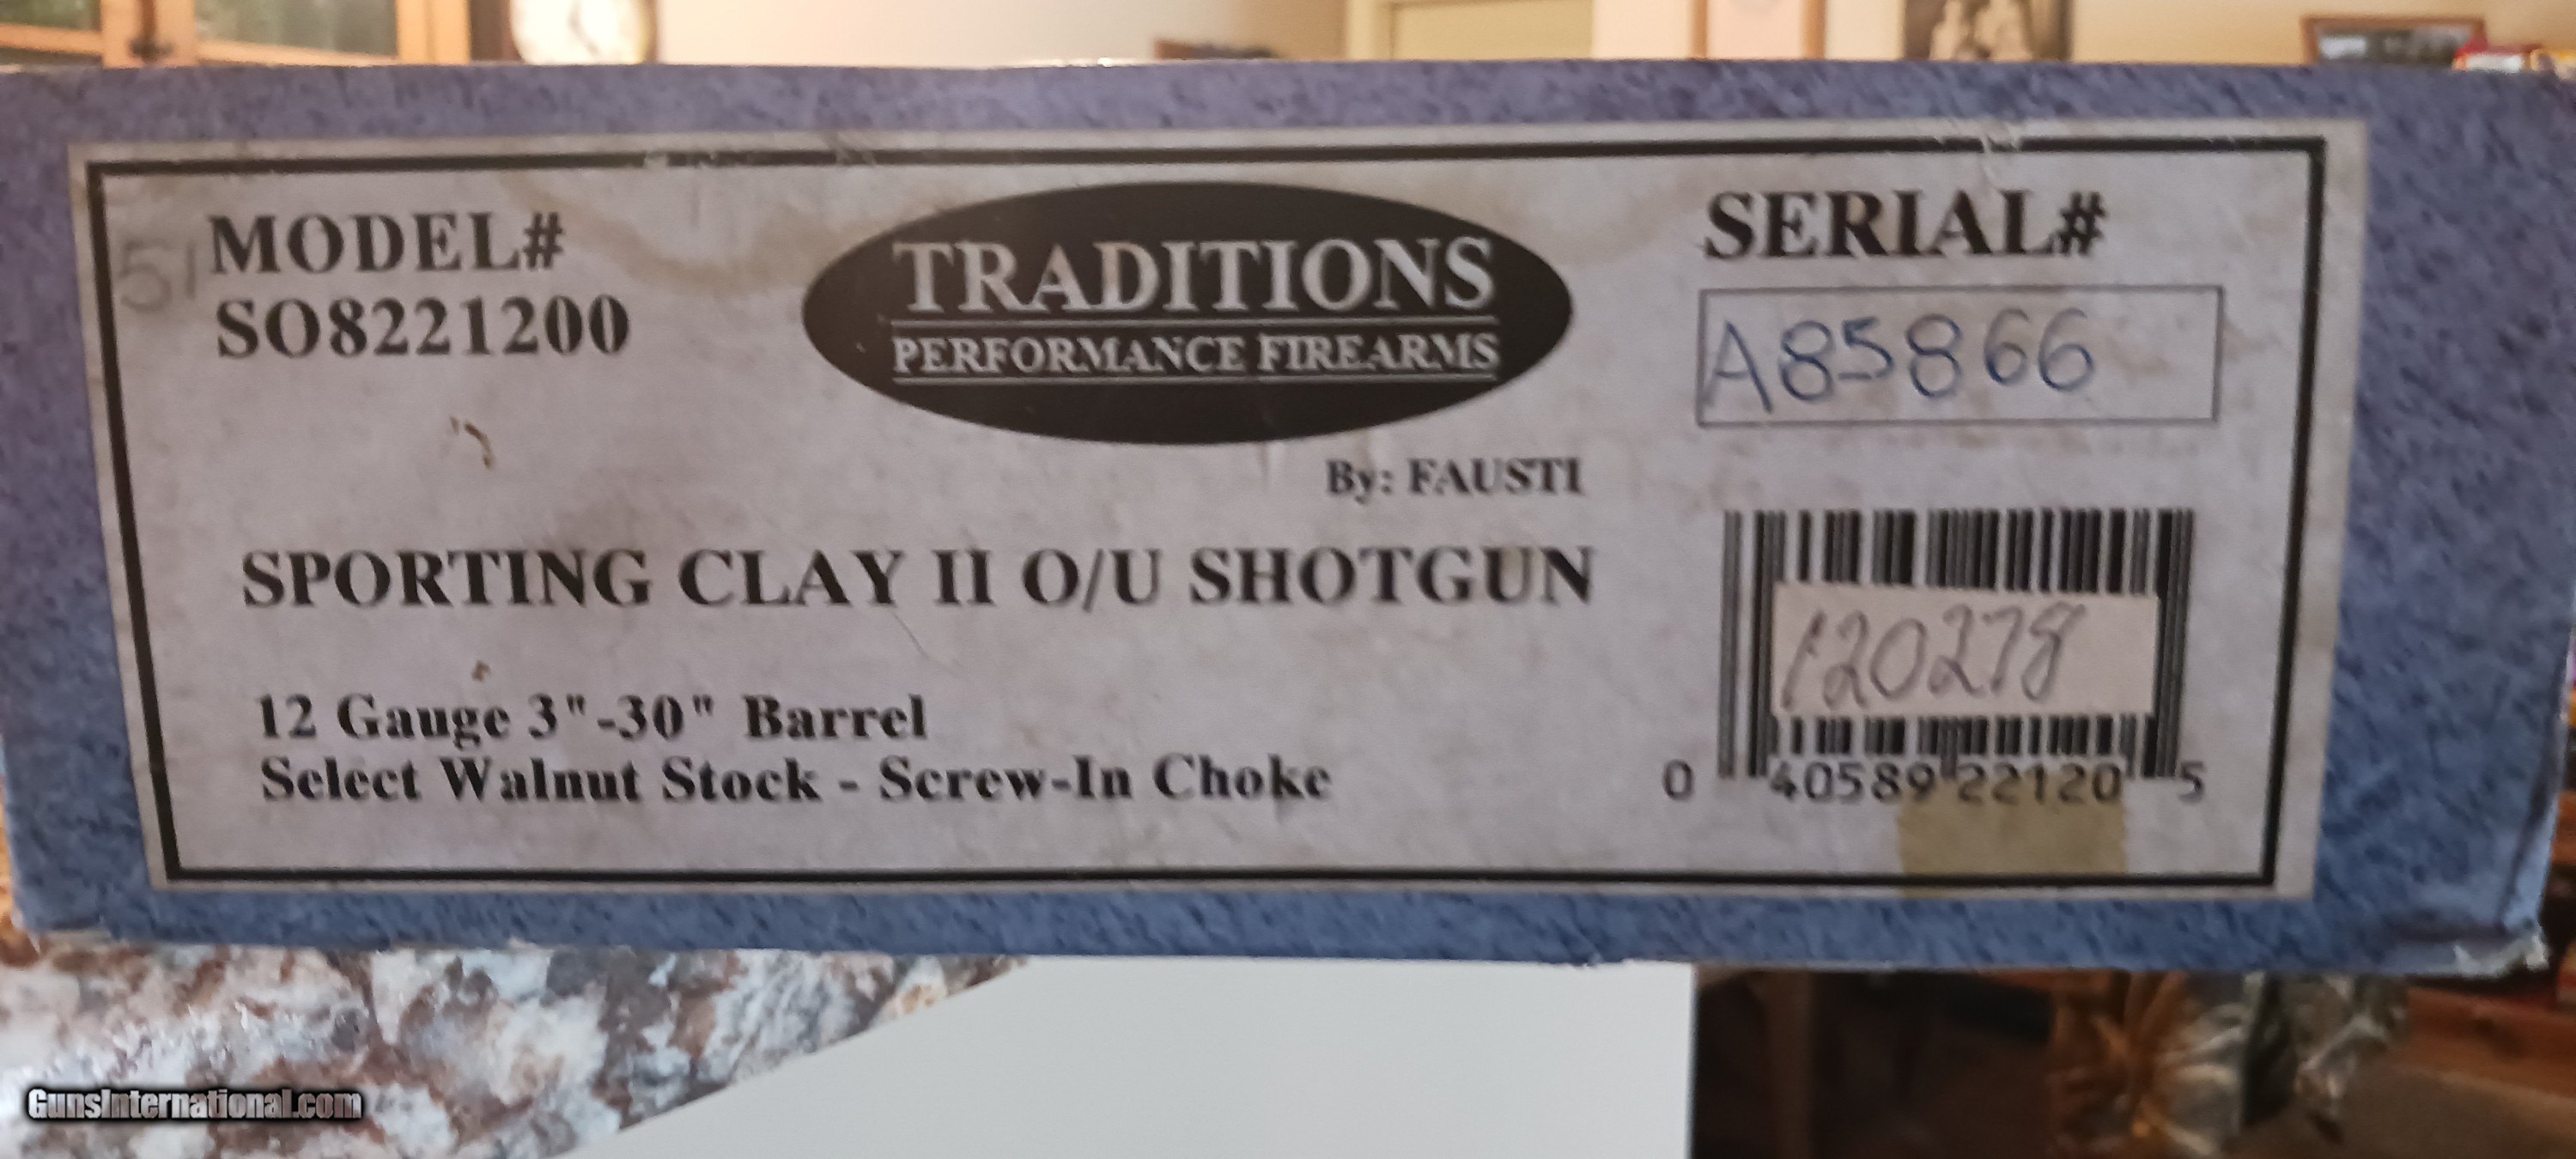 51
MODEL#
SO8221200
TRADITIONS
PERFORMANCE FIREARMS
By: FAUSTI
SERIAL#
A85866
SPORTING CLAY II O/U SHOTGUN
12 Gauge 3"-30" Barrel
Select Walnut Stock - Screw-In Choke
120278
0 40589 22120 5
GunsInternational.com